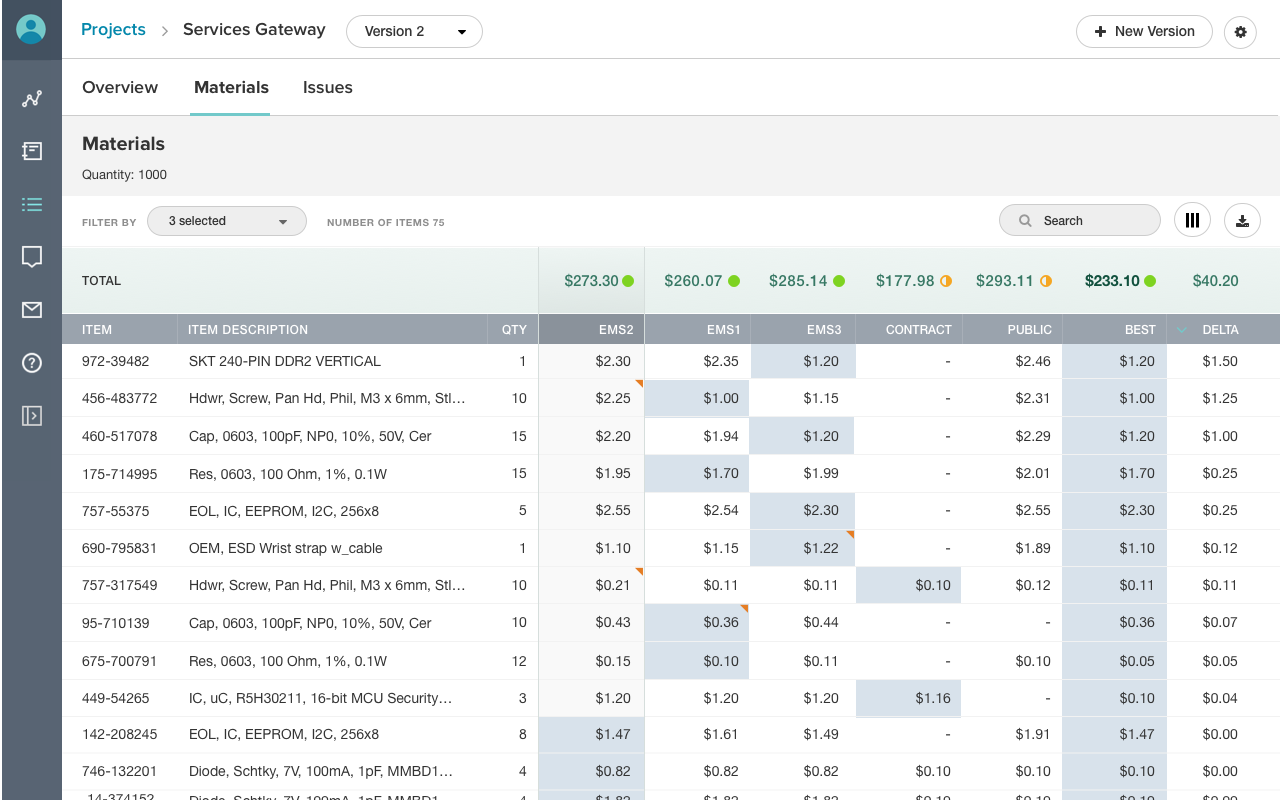 Projects > Services Gateway Version 2 + New Version
Overview Materials Issues
Materials
Quantity: 1000
FILTER BY 3 selected NUMBER OF ITEMS 75 Search
TOTAL $273.30 $260.07 $285.14 $177.98 $293.11 $233.10 $40.20
ITEM ITEM DESCRIPTION QTY EMS2 EMS1 EMS3 CONTRACT PUBLIC BEST DELTA
972-39482 SKT 240-PIN DDR2 VERTICAL 1 $2.30 $2.35 $1.20 - $2.46 $1.20 $1.50
456-483772 Hdwr, Screw, Pan Hd, Phil, M3 x 6mm, Stl... 10 $2.25 $1.00 $1.15 - $2.31 $1.00 $1.25
460-517078 Cap, 0603, 100pF, NP0, 10%, 50V, Cer 15 $2.20 $1.94 $1.20 - $2.29 $1.20 $1.00
175-714995 Res, 0603, 100 Ohm, 1%, 0.1W 15 $1.95 $1.70 $1.99 - $2.01 $1.70 $0.25
757-55375 EOL, IC, EEPROM, I2C, 256x8 5 $2.55 $2.54 $2.30 - $2.55 $2.30 $0.25
690-795831 OEM, ESD Wrist strap w_cable 1 $1.10 $1.15 $1.22 - $1.89 $1.10 $0.12
757-317549 Hdwr, Screw, Pan Hd, Phil, M3 x 6mm, Stl... 10 $0.21 $0.11 $0.11 $0.10 $0.12 $0.11 $0.11
95-710139 Cap, 0603, 100pF, NP0, 10%, 50V, Cer 10 $0.43 $0.36 $0.44 - - $0.36 $0.07
675-700791 Res, 0603, 100 Ohm, 1%, 0.1W 12 $0.15 $0.10 $0.11 - $0.10 $0.05 $0.05
449-54265 IC, uC, R5H30211, 16-bit MCU Security... 3 $1.20 $1.20 $1.20 $1.16 - $0.10 $0.04
142-208245 EOL, IC, EEPROM, I2C, 256x8 8 $1.47 $1.61 $1.49 - $1.91 $1.47 $0.00
746-132201 Diode, Schtky, 7V, 100mA, 1pF, MMBD1... 4 $0.82 $0.82 $0.82 $0.10 $0.10 $0.10 $0.00
14-374152 Diode, Schtky, 7V, 100mA, 1pF, MMBD1... 4 $1.82 $1.82 $1.82 $0.10 $0.10 $0.10 $0.00